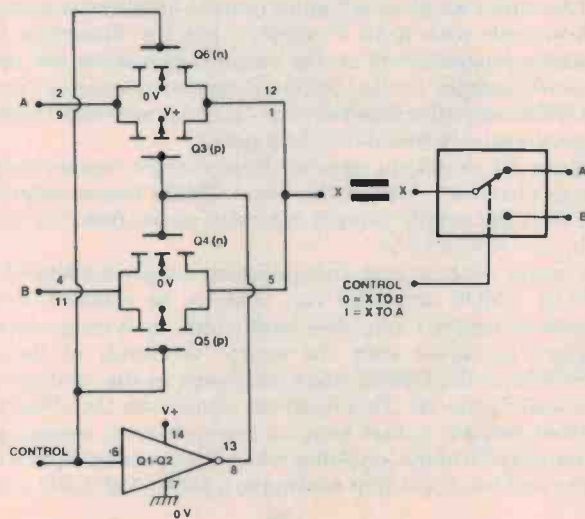 Q6 (n)
A
2
9
0 V
V+
12
1
Q3 (p)
X
X
A
B
Q4 (n)
B
4
11
0 V
V+
5
CONTROL
0 = X TO B
1 = X TO A
Q5 (p)
V+
14
CONTROL
6
Q1-Q2
13
8
7
0 V